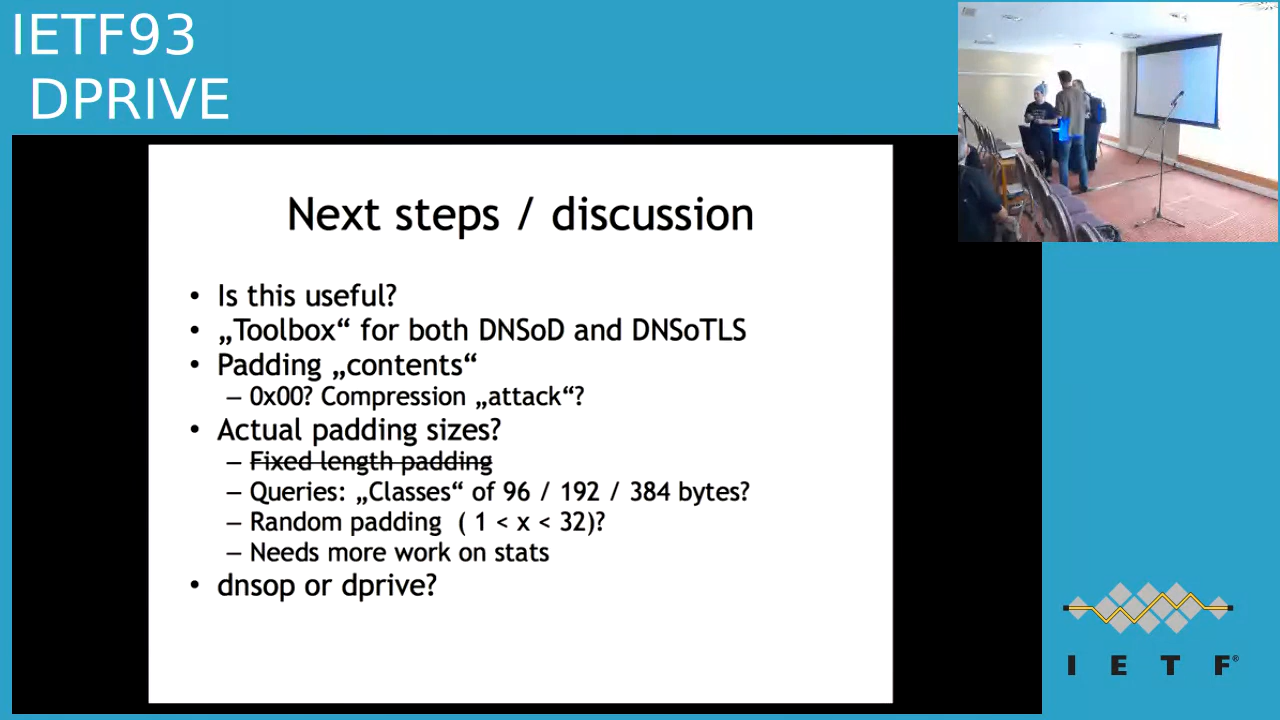 IETF93
DPRIVE
Next steps / discussion
• Is this useful?
• „Toolbox“ for both DNSoD and DNSoTLS
• Padding „contents“
– 0x00? Compression „attack“?
• Actual padding sizes?
– Fixed length padding
– Queries: „Classes“ of 96 / 192 / 384 bytes?
– Random padding ( 1 < x < 32)?
– Needs more work on stats
• dnsop or dprive?
I E T F®